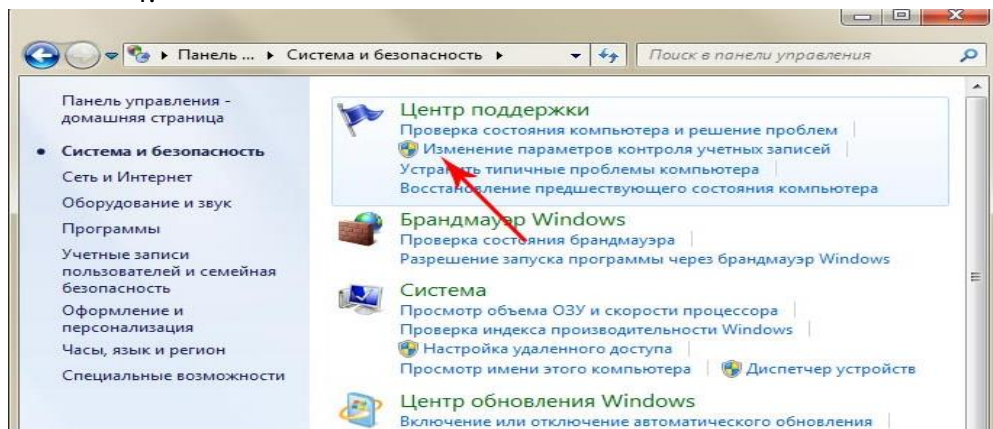 Панель ... Система и безопасность
Поиск в панели управления
Панель управления -
домашняя страница
Система и безопасность
Сеть и Интернет
Оборудование и звук
Программы
Учетные записи
пользователей и семейная
безопасность
Оформление и
персонализация
Часы, язык и регион
Специальные возможности
Центр поддержки
Проверка состояния компьютера и решение проблем
Изменение параметров контроля учетных записей
Устранить типичные проблемы компьютера
Восстановление предшествующего состояния компьютера
Брандмауэр Windows
Проверка состояния брандмауэра
Разрешение запуска программы через брандмауэр Windows
Система
Просмотр объема ОЗУ и скорости процессора
Проверка индекса производительности Windows
Настройка удаленного доступа
Просмотр имени этого компьютера Диспетчер устройств
Центр обновления Windows
Включение или отключение автоматического обновления